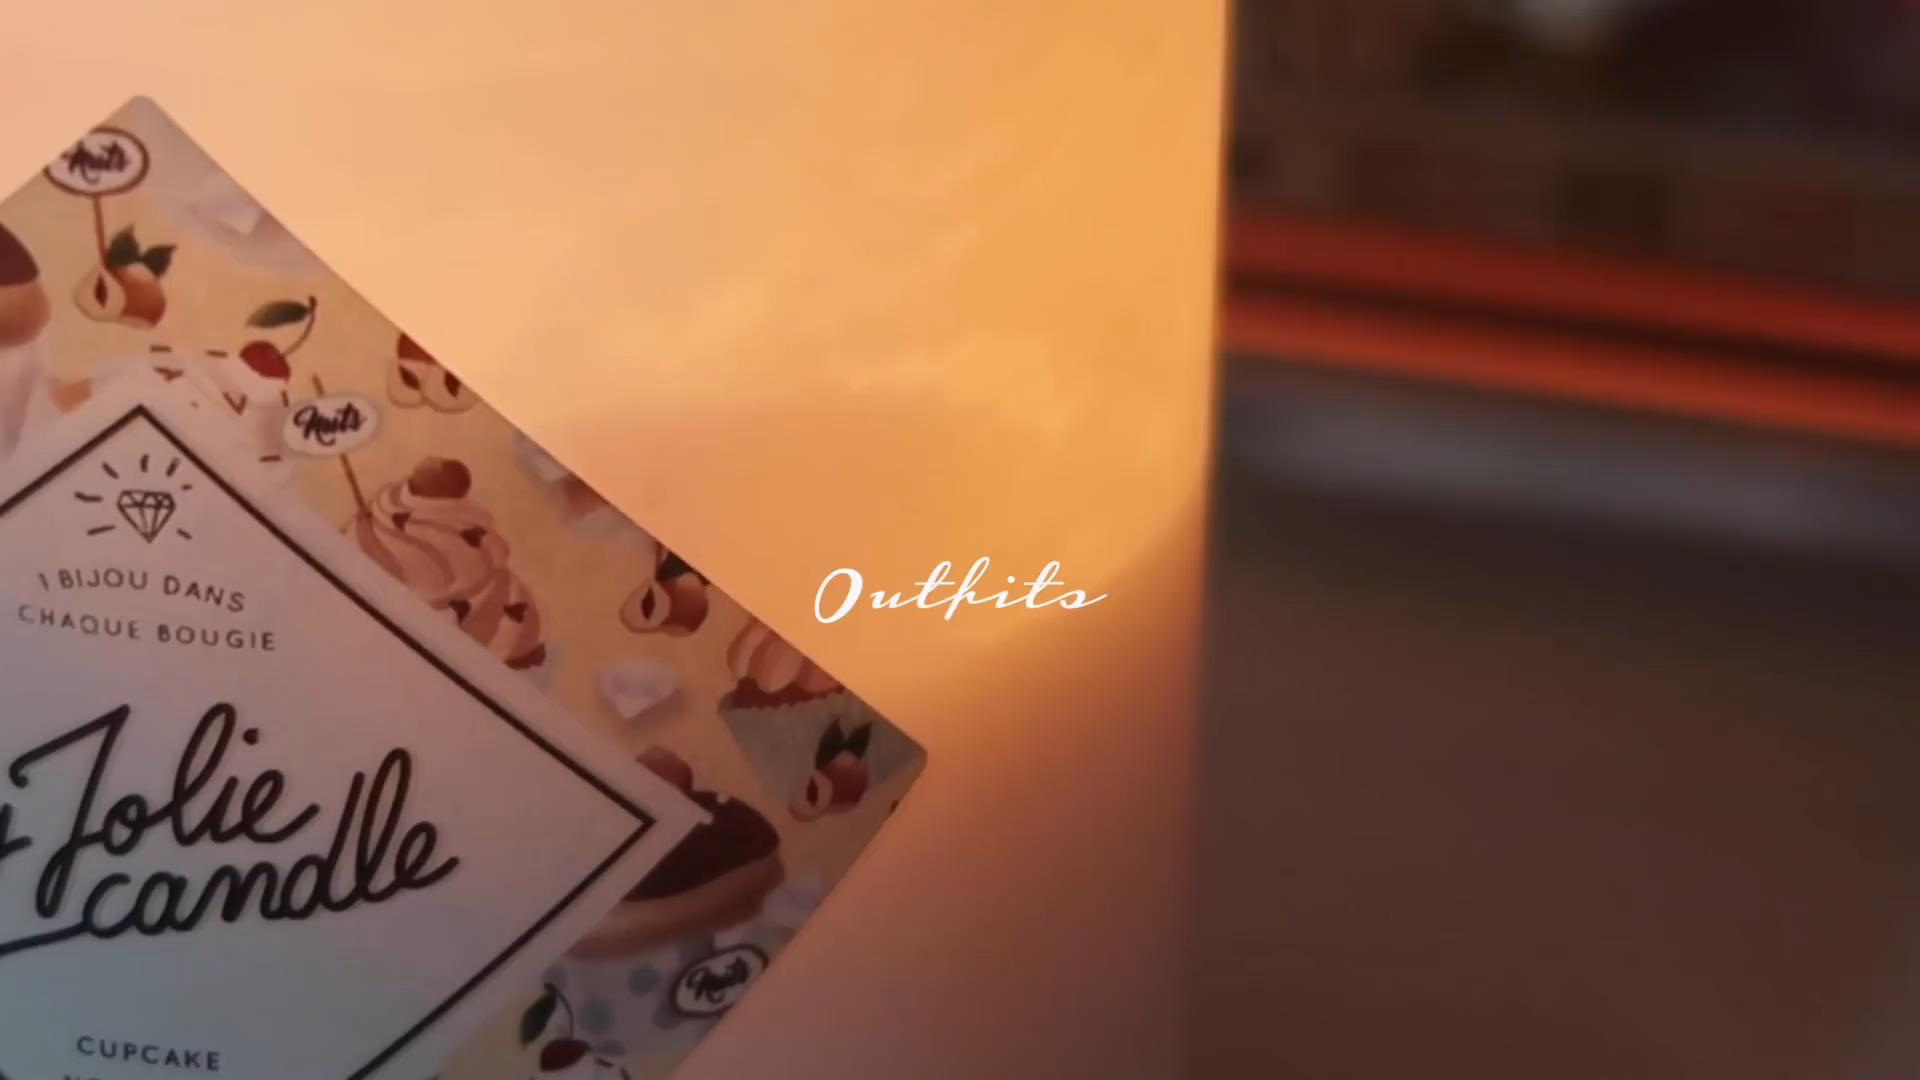 Nuts
Nuts
1 BIJOU DANS
CHAQUE BOUGIE
Outfits
Jolie
candle
Nuts
CUPCAKE